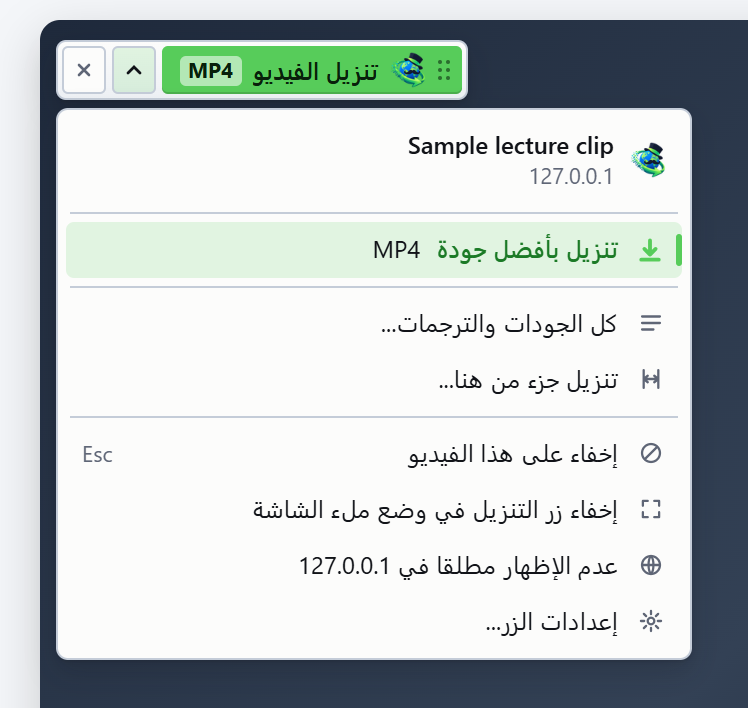 تنزيل الفيديو MP4
Sample lecture clip
127.0.0.1
تنزيل بأفضل جودة MP4
كل الجودات والترجمات...
تنزيل جزء من هنا...
إخفاء على هذا الفيديو Esc
إخفاء زر التنزيل في وضع ملء الشاشة
عدم الإظهار مطلقا في 127.0.0.1
إعدادات الزر...